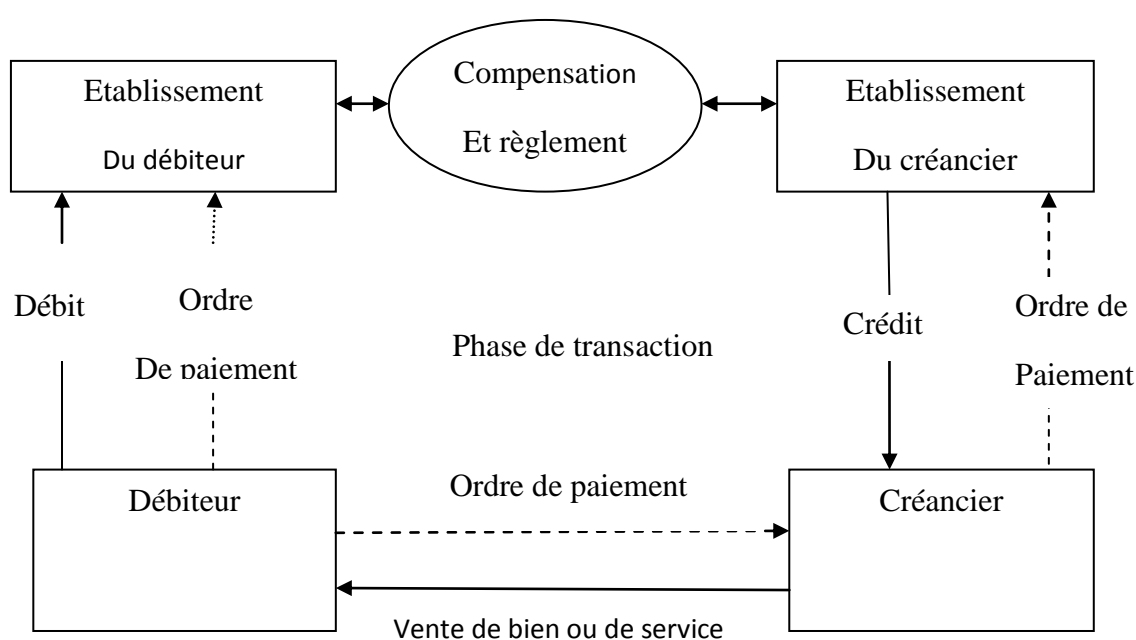 Etablissement
Du débiteur
Compensation
Et règlement
Etablissement
Du créancier
Débit
Ordre
De paiement
Phase de transaction
Crédit
Ordre de
Paiement
Débiteur
Ordre de paiement
Créancier
Vente de bien ou de service